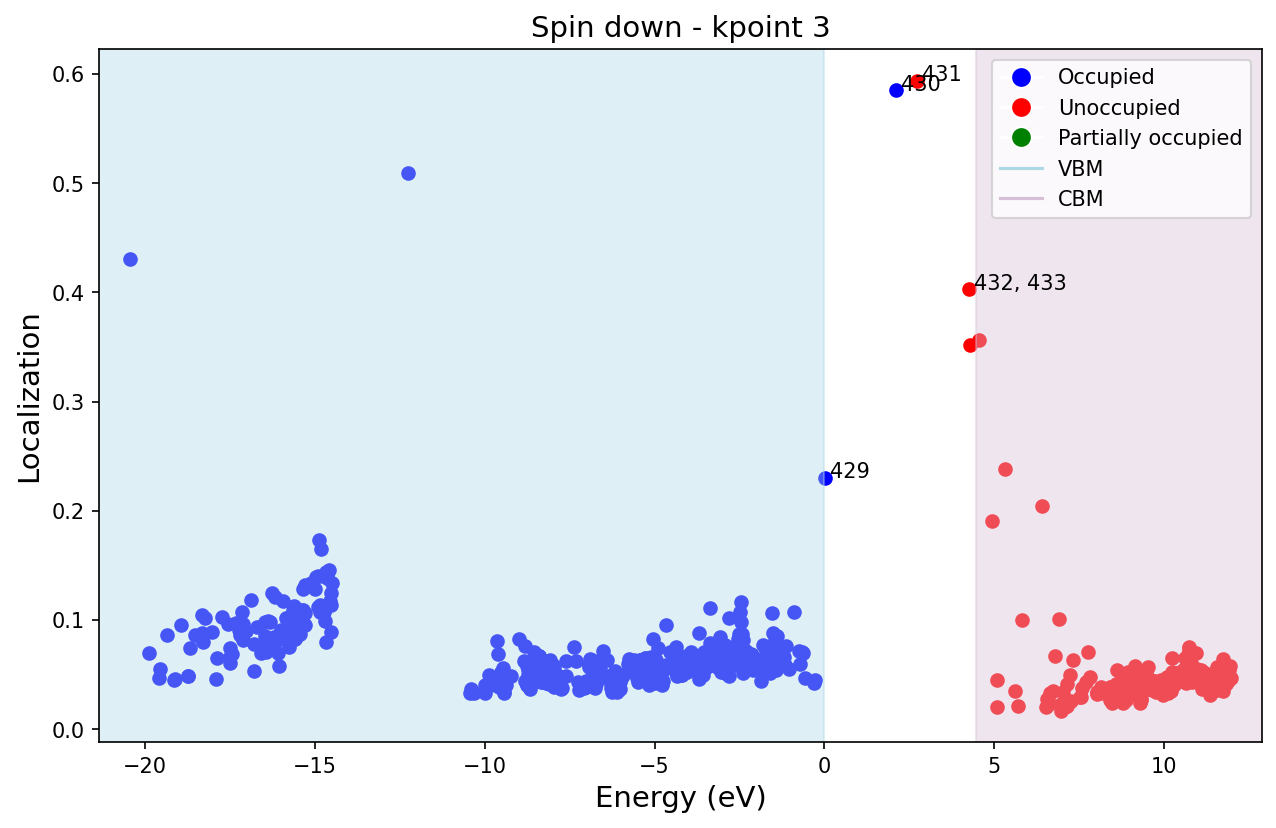 Spin down - kpoint 3
Localization
0.6
0.5
0.4
0.3
0.2
0.1
0.0
431
430
432, 433
429
Occupied
Unoccupied
Partially occupied
VBM
CBM
−20
−15
−10
−5
0
5
10
Energy (eV)